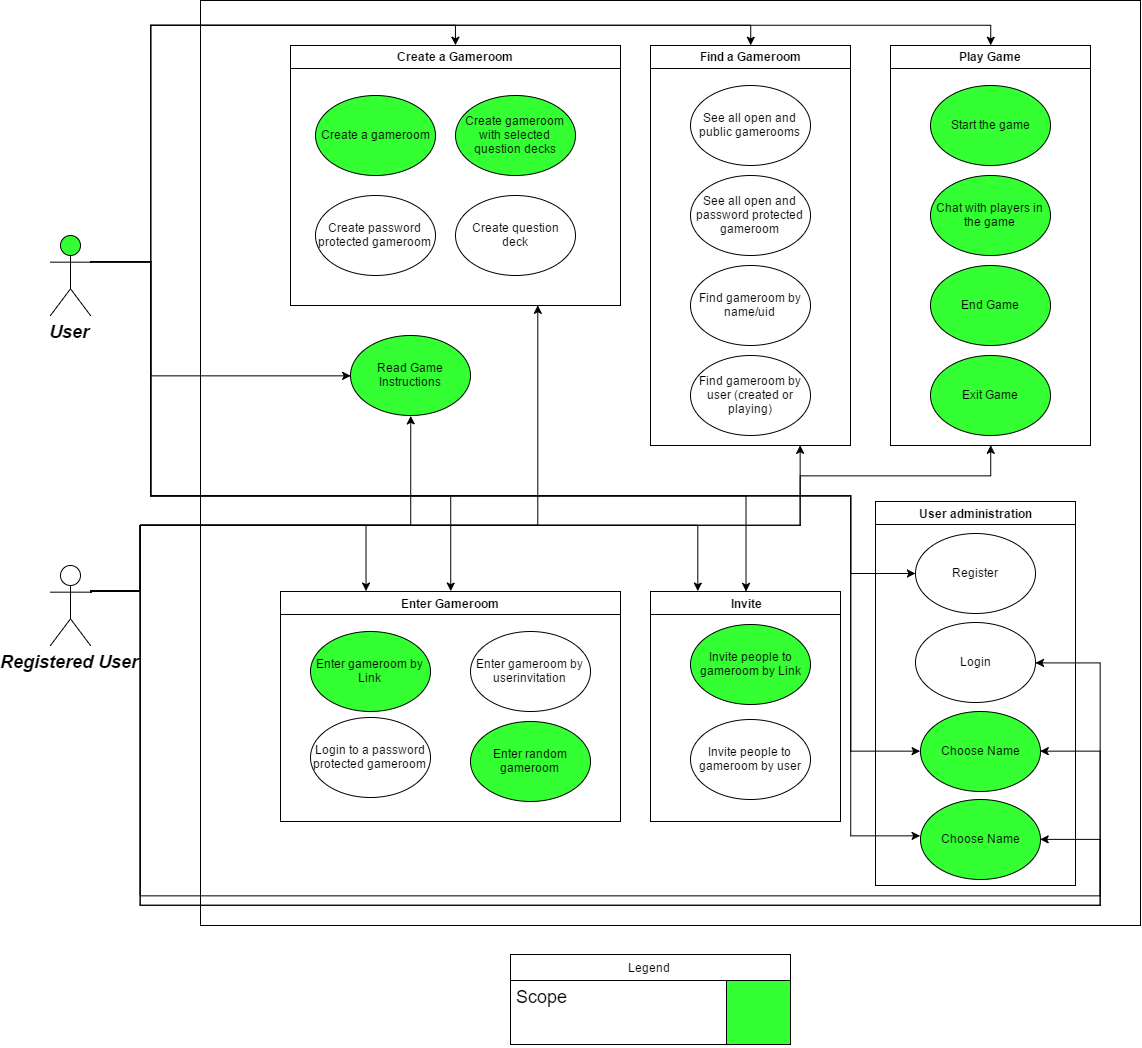 Create a Gameroom
Create a gameroom
Create gameroom
with selected
question decks
Create password
protected gameroom
Create question
deck
Find a Gameroom
See all open and
public gamerooms
See all open and
password protected
gameroom
Find gameroom by
name/uid
Find gameroom by
user (created or
playing)
Play Game
Start the game
Chat with players in
the game
End Game
Exit Game
User
Read Game
Instructions
Registered User
Enter Gameroom
Enter gameroom by
Link
Enter gameroom by
userinvitation
Login to a password
protected gameroom
Enter random
gameroom
Invite
Invite people to
gameroom by Link
Invite people to
gameroom by user
User administration
Register
Login
Choose Name
Choose Name
Legend
Scope